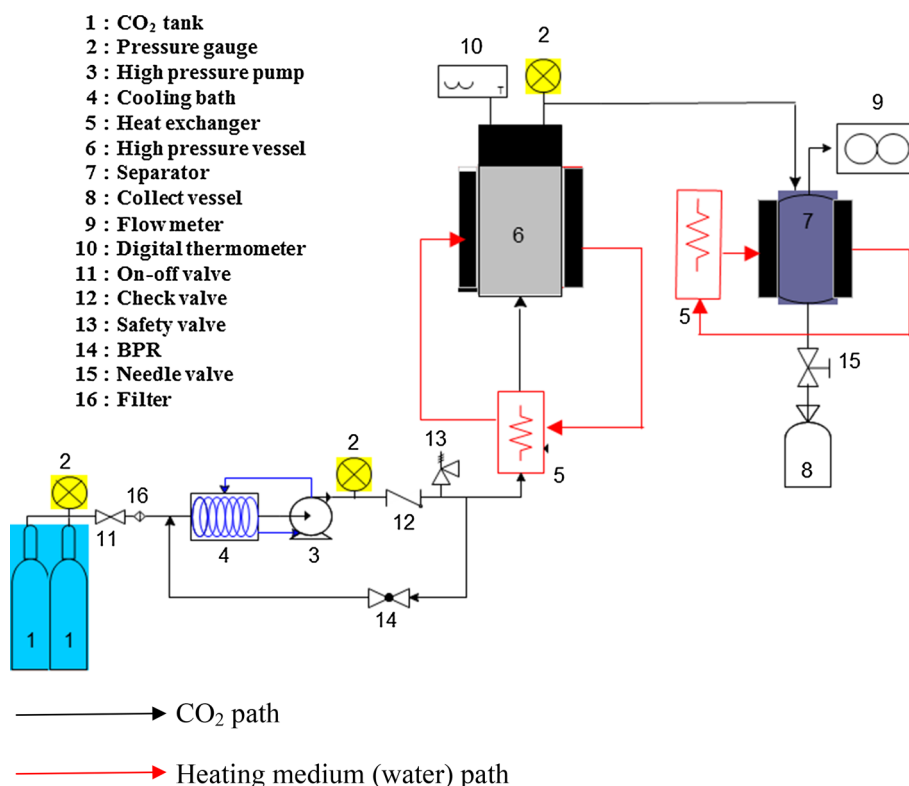 1 : CO₂ tank
2 : Pressure gauge
3 : High pressure pump
4 : Cooling bath
5 : Heat exchanger
6 : High pressure vessel
7 : Separator
8 : Collect vessel
9 : Flow meter
10 : Digital thermometer
11 : On-off valve
12 : Check valve
13 : Safety valve
14 : BPR
15 : Needle valve
16 : Filter
10
2
9
T
6
7
5
15
8
13
2
5
12
2
16
11
4
3
14
1
1
CO₂ path
Heating medium (water) path